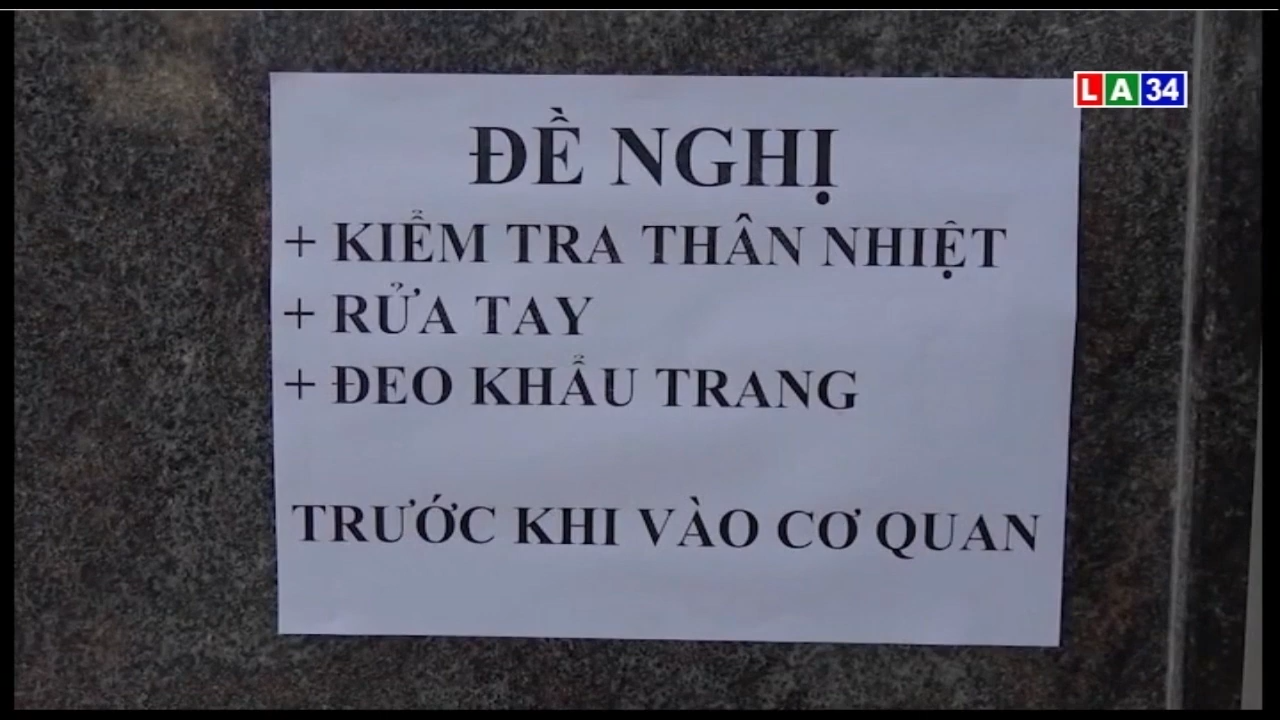 LA34
ĐỀ NGHỊ
+ KIỂM TRA THÂN NHIỆT
+ RỬA TAY
+ ĐEO KHẨU TRANG
TRƯỚC KHI VÀO CƠ QUAN